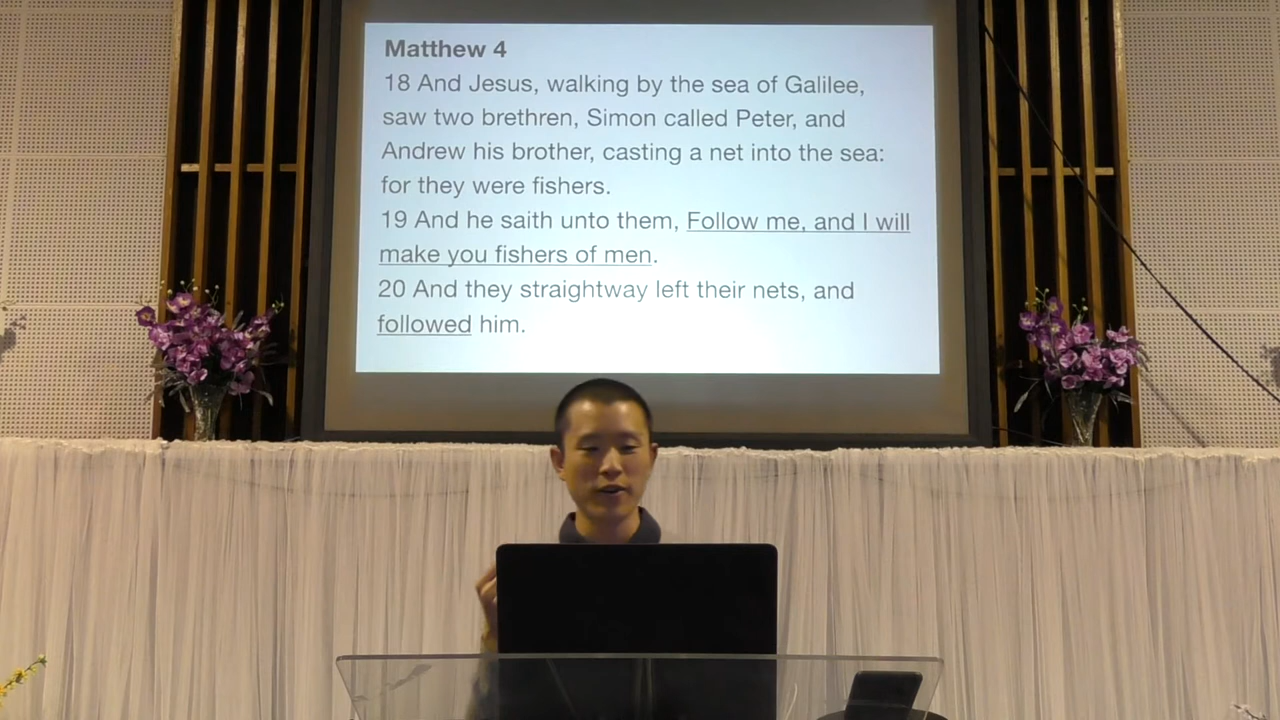 Matthew 4
18 And Jesus, walking by the sea of Galilee,
saw two brethren, Simon called Peter, and
Andrew his brother, casting a net into the sea:
for they were fishers.
19 And he saith unto them, Follow me, and I will
make you fishers of men.
20 And they straightway left their nets, and
followed him.